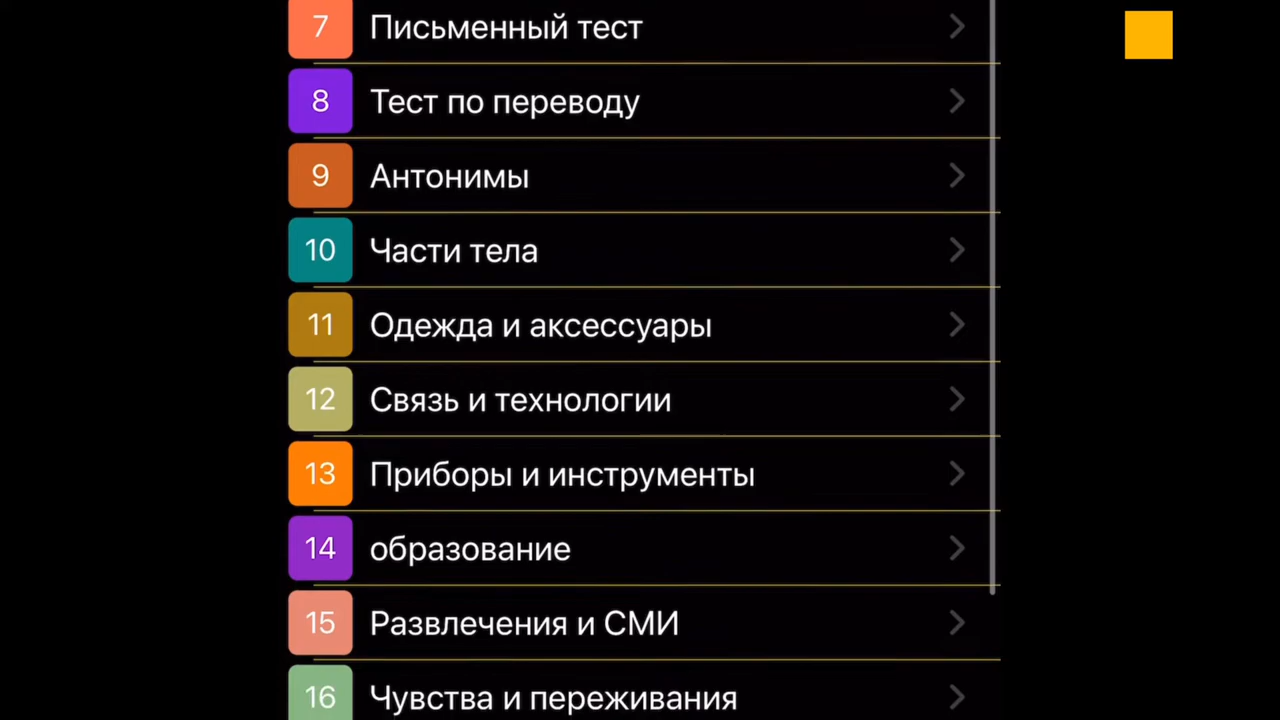 7 Письменный тест
8 Тест по переводу
9 Антонимы
10 Части тела
11 Одежда и аксессуары
12 Связь и технологии
13 Приборы и инструменты
14 образование
15 Развлечения и СМИ
16 Чувства и переживания